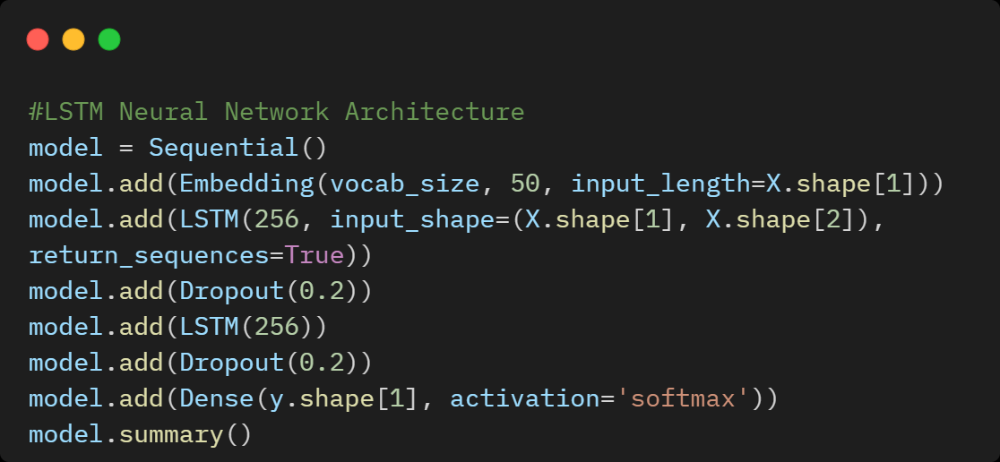 #LSTM Neural Network Architecture
model = Sequential()
model.add(Embedding(vocab_size, 50, input_length=X.shape[1]))
model.add(LSTM(256, input_shape=(X.shape[1], X.shape[2]),
return_sequences=True))
model.add(Dropout(0.2))
model.add(LSTM(256))
model.add(Dropout(0.2))
model.add(Dense(y.shape[1], activation='softmax'))
model.summary()